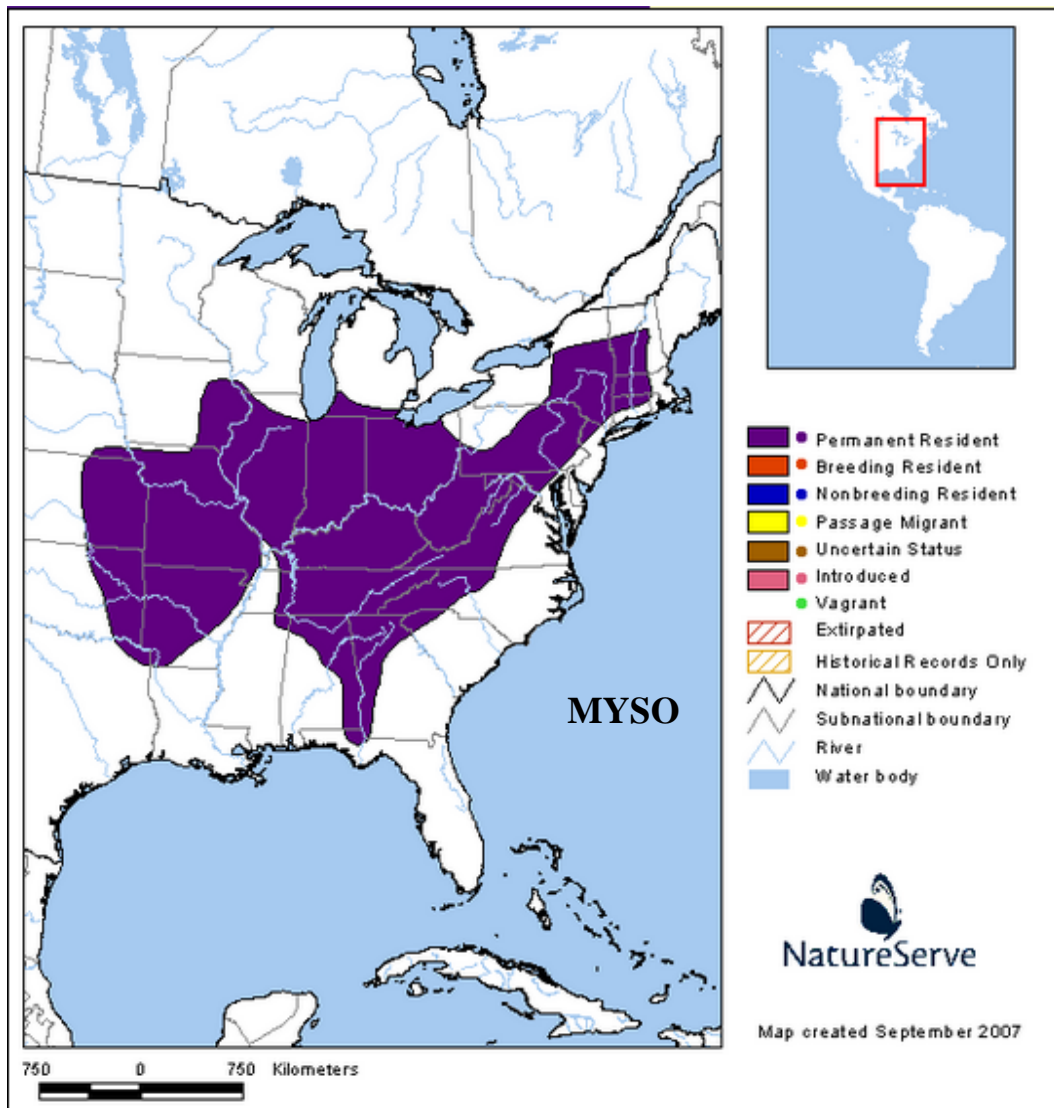 Permanent Resident
Breeding Resident
Nonbreeding Resident
Passage Migrant
Uncertain Status
Introduced
Vagrant
Extirpated
Historical Records Only
National boundary
Subnational boundary
River
Water body
MYSO
NatureServe
Map created September 2007
750 0 750 Kilometers